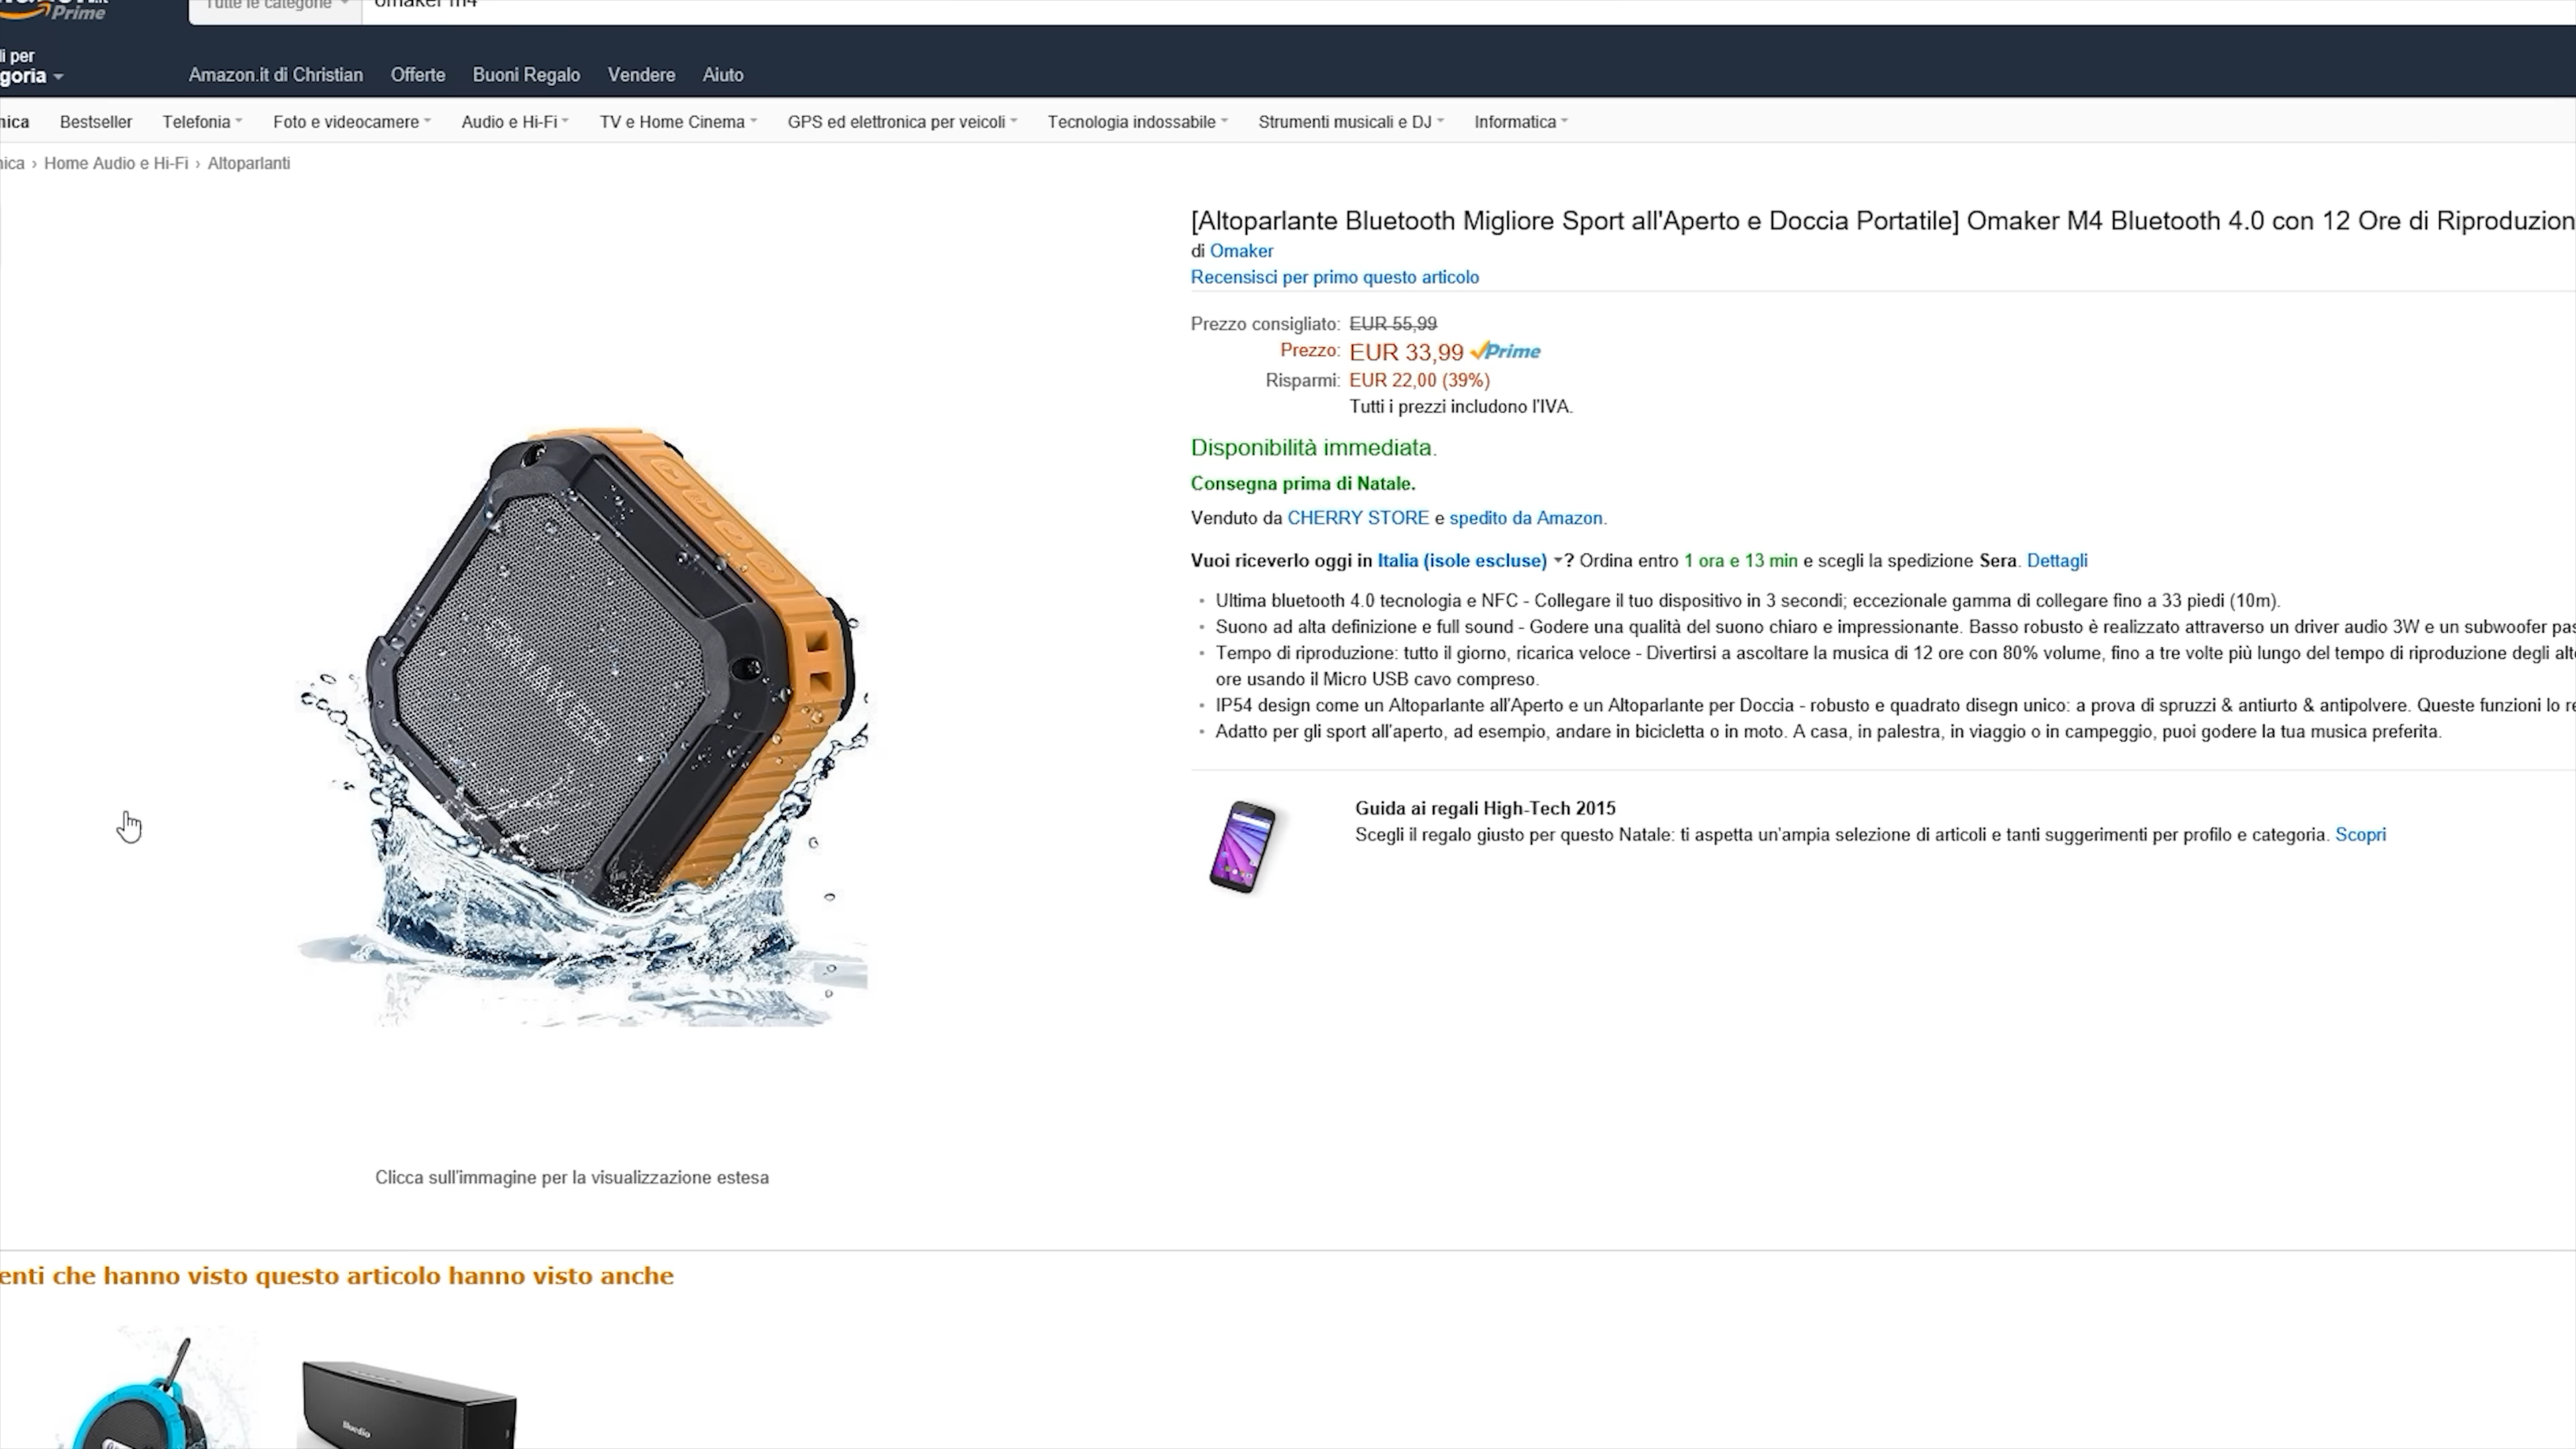 Prime
Tutte le categorie
omaker m4
li per
goria
Amazon.it di Christian Offerte Buoni Regalo Vendere Aiuto
nica Bestseller Telefonia Foto e videocamere Audio e Hi-Fi TV e Home Cinema GPS ed elettronica per veicoli Tecnologia indossabile Strumenti musicali e DJ Informatica
nica › Home Audio e Hi-Fi › Altoparlanti
[Altoparlante Bluetooth Migliore Sport all'Aperto e Doccia Portatile] Omaker M4 Bluetooth 4.0 con 12 Ore di Riproduzion
di Omaker
Recensisci per primo questo articolo
Prezzo consigliato: EUR 55,99
Prezzo: EUR 33,99 Prime
Risparmi: EUR 22,00 (39%)
Tutti i prezzi includono l'IVA.
Disponibilità immediata.
Consegna prima di Natale.
Venduto da CHERRY STORE e spedito da Amazon.
Vuoi riceverlo oggi in Italia (isole escluse) ? Ordina entro 1 ora e 13 min e scegli la spedizione Sera. Dettagli
Ultima bluetooth 4.0 tecnologia e NFC - Collegare il tuo dispositivo in 3 secondi; eccezionale gamma di collegare fino a 33 piedi (10m).
Suono ad alta definizione e full sound - Godere una qualità del suono chiaro e impressionante. Basso robusto è realizzato attraverso un driver audio 3W e un subwoofer pas
Tempo di riproduzione: tutto il giorno, ricarica veloce - Divertirsi a ascoltare la musica di 12 ore con 80% volume, fino a tre volte più lungo del tempo di riproduzione degli alt
ore usando il Micro USB cavo compreso.
IP54 design come un Altoparlante all'Aperto e un Altoparlante per Doccia - robusto e quadrato disegn unico: a prova di spruzzi & antiurto & antipolvere. Queste funzioni lo re
Adatto per gli sport all'aperto, ad esempio, andare in bicicletta o in moto. A casa, in palestra, in viaggio o in campeggio, puoi godere la tua musica preferita.
Guida ai regali High-Tech 2015
Scegli il regalo giusto per questo Natale: ti aspetta un'ampia selezione di articoli e tanti suggerimenti per profilo e categoria. Scopri
Clicca sull'immagine per la visualizzazione estesa
enti che hanno visto questo articolo hanno visto anche
Bluedio